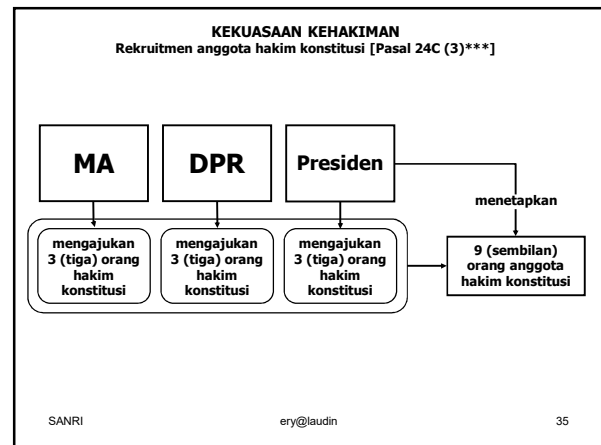 KEKUASAAN KEHAKIMAN
Rekruitmen anggota hakim konstitusi [Pasal 24C (3)***]
MA
DPR
Presiden
menetapkan
mengajukan
3 (tiga) orang
hakim
konstitusi
mengajukan
3 (tiga) orang
hakim
konstitusi
mengajukan
3 (tiga) orang
hakim
konstitusi
9 (sembilan)
orang anggota
hakim konstitusi
SANRI
ery@laudin
35